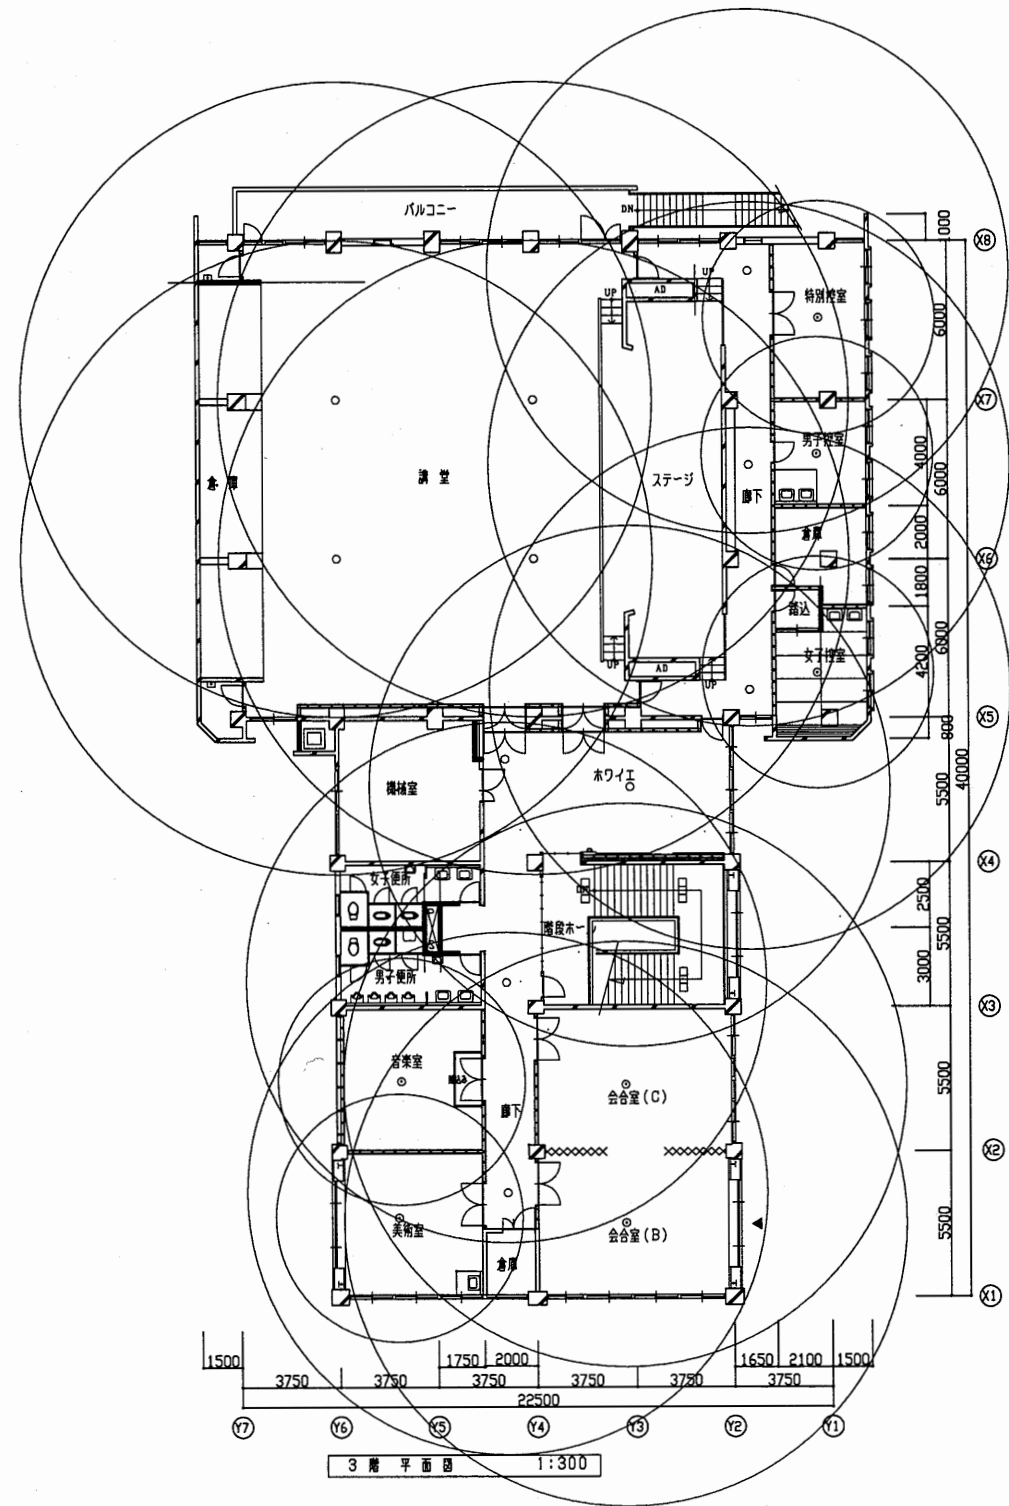 バルコニー
DN
1000
X8
UP
UP
AD
特別控室
6000
X7
男子控室
4000
6000
倉庫
講堂
ステージ
廊下
倉庫
2000
X6
1800
踏込
女子控室
4200
6000
UP
AD
UP
X5
800
40000
ホワイエ
機械室
5500
X4
女子便所
2500
階段ホー
5500
男子便所
3000
X3
音楽室
踏込み
会合室(C)
廊下
5500
X2
美術室
会合室(B)
5500
倉庫
X1
1500
1750
2000
1650
2100
1500
3750
3750
3750
3750
3750
3750
22500
Y7
Y6
Y5
Y4
Y3
Y2
Y1
3階 平面図 1:300